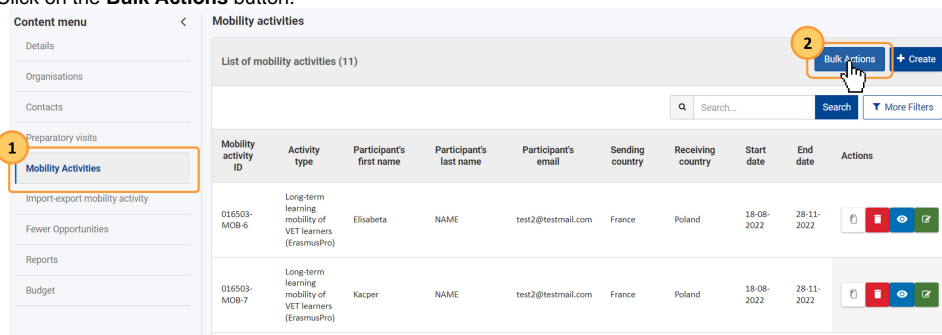 Click on the Bulk Actions button.
Content menu <
Details
Organisations
Contacts
Preparatory visits
1
Mobility Activities
Import-export mobility activity
Fewer Opportunities
Reports
Budget
Mobility activities
List of mobility activities (11)
2
Bulk Actions
+ Create
Search...
Search
More Filters
Mobility activity ID Activity type Participant's first name Participant's last name Participant's email Sending country Receiving country Start date End date Actions
016503-MOB-6 Long-term learning mobility of VET learners (ErasmusPro) Elisabeta NAME test2@testmail.com France Poland 18-08-2022 28-11-2022
016503-MOB-7 Long-term learning mobility of VET learners (ErasmusPro) Kacper NAME test2@testmail.com France Poland 18-08-2022 28-11-2022